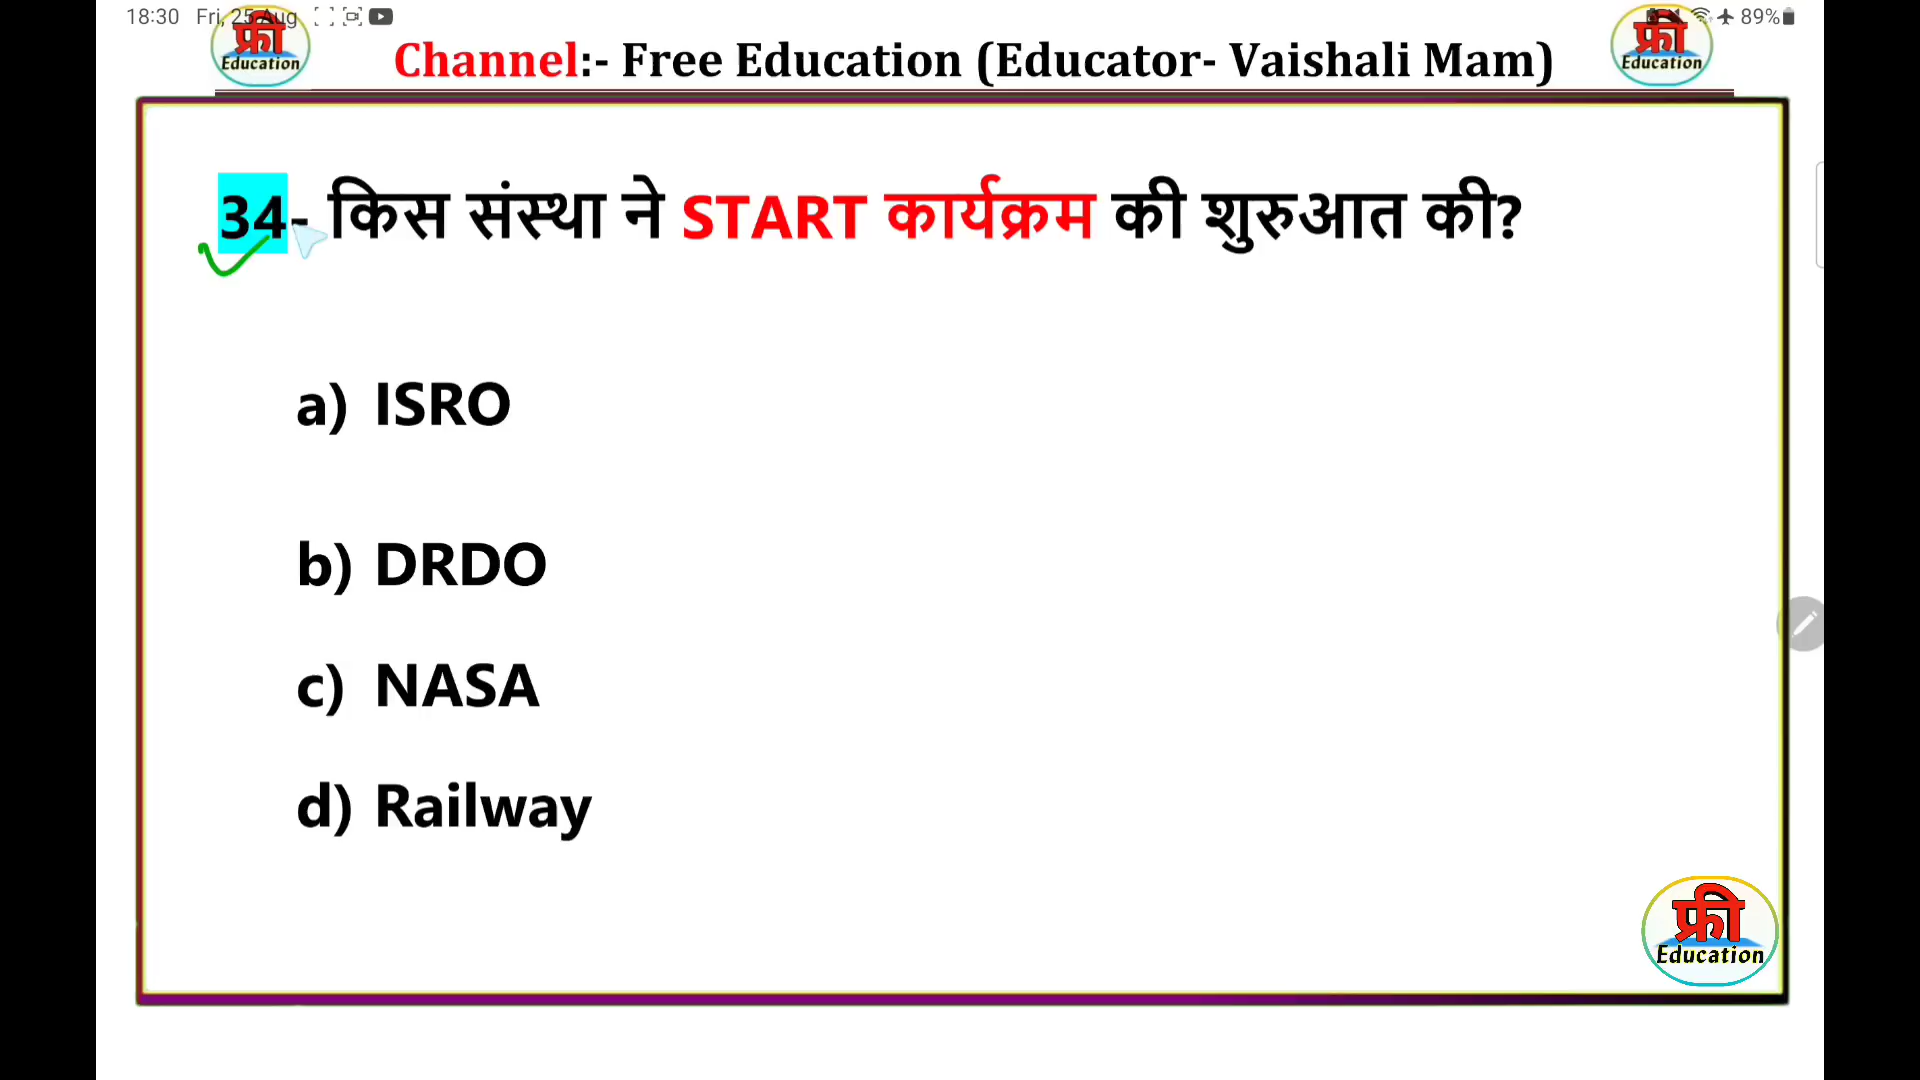 18:30 Fri, 25 Aug 89%
फ्री Education
Channel:- Free Education (Educator- Vaishali Mam)
फ्री Education
34- किस संस्था ने START कार्यक्रम की शुरुआत की?
a) ISRO
b) DRDO
c) NASA
d) Railway
फ्री
Education